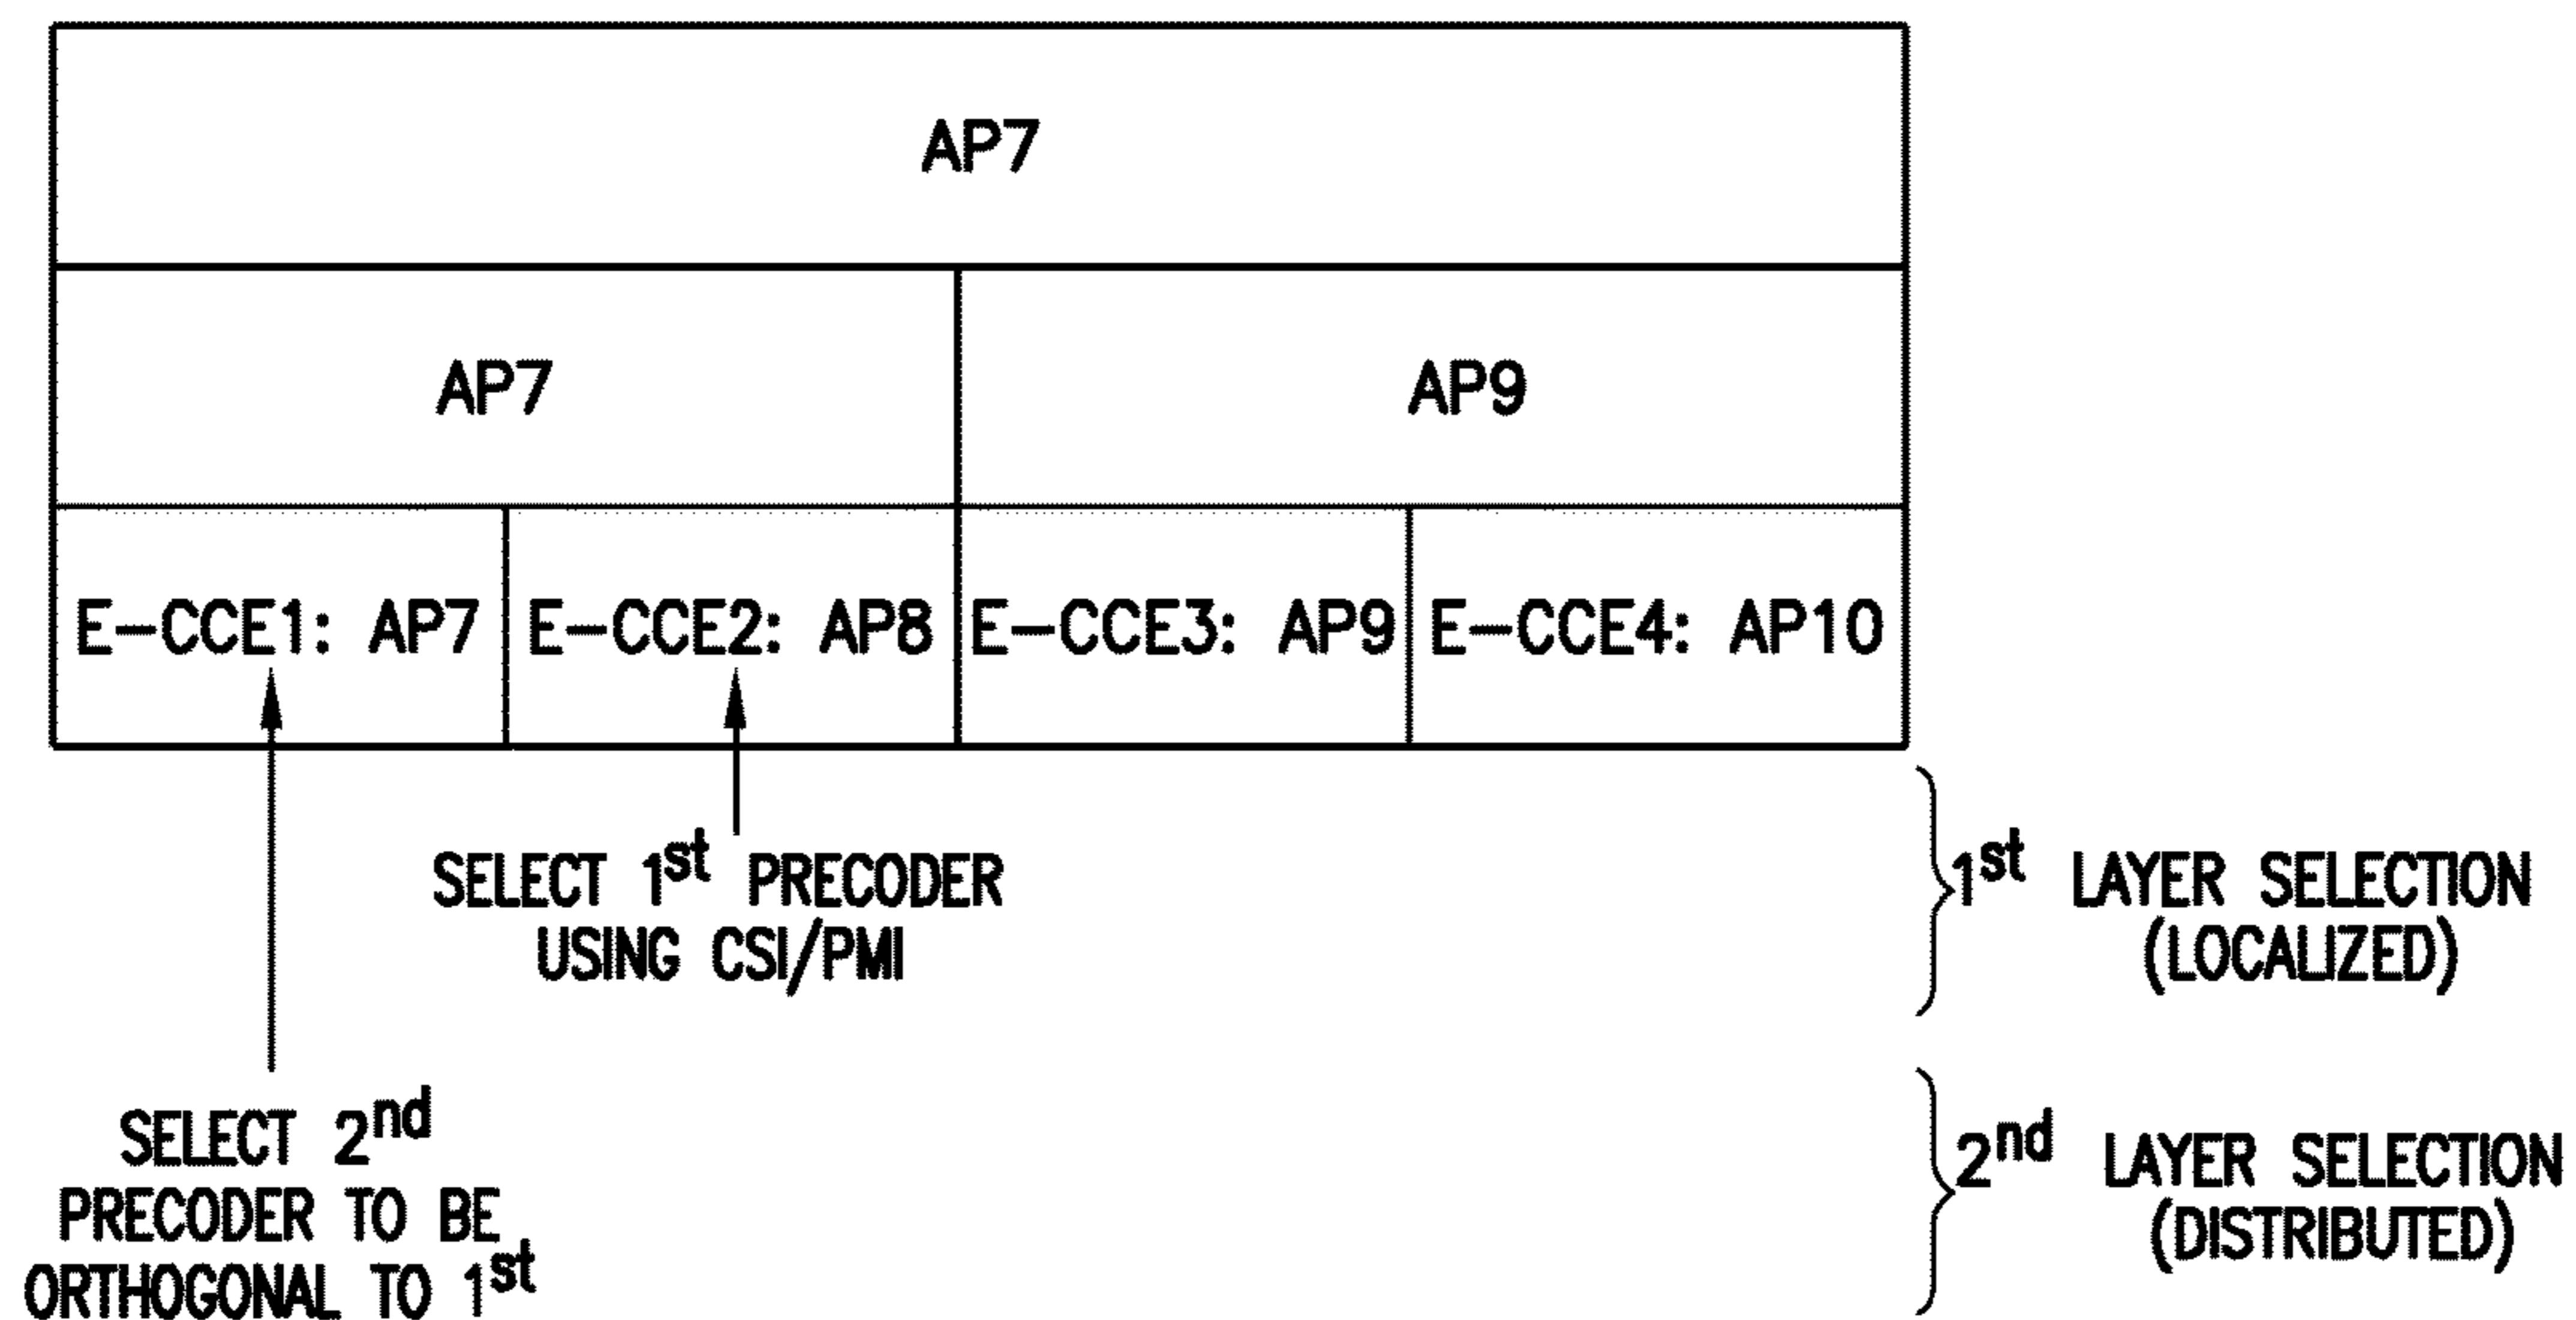 AP7
AP7
AP9
E-CCE1: AP7
E-CCE2: AP8
E-CCE3: AP9
E-CCE4: AP10
SELECT 1st PRECODER
USING CSI/PMI
1st LAYER SELECTION
(LOCALIZED)
SELECT 2nd
PRECODER TO BE
ORTHOGONAL TO 1st
2nd LAYER SELECTION
(DISTRIBUTED)